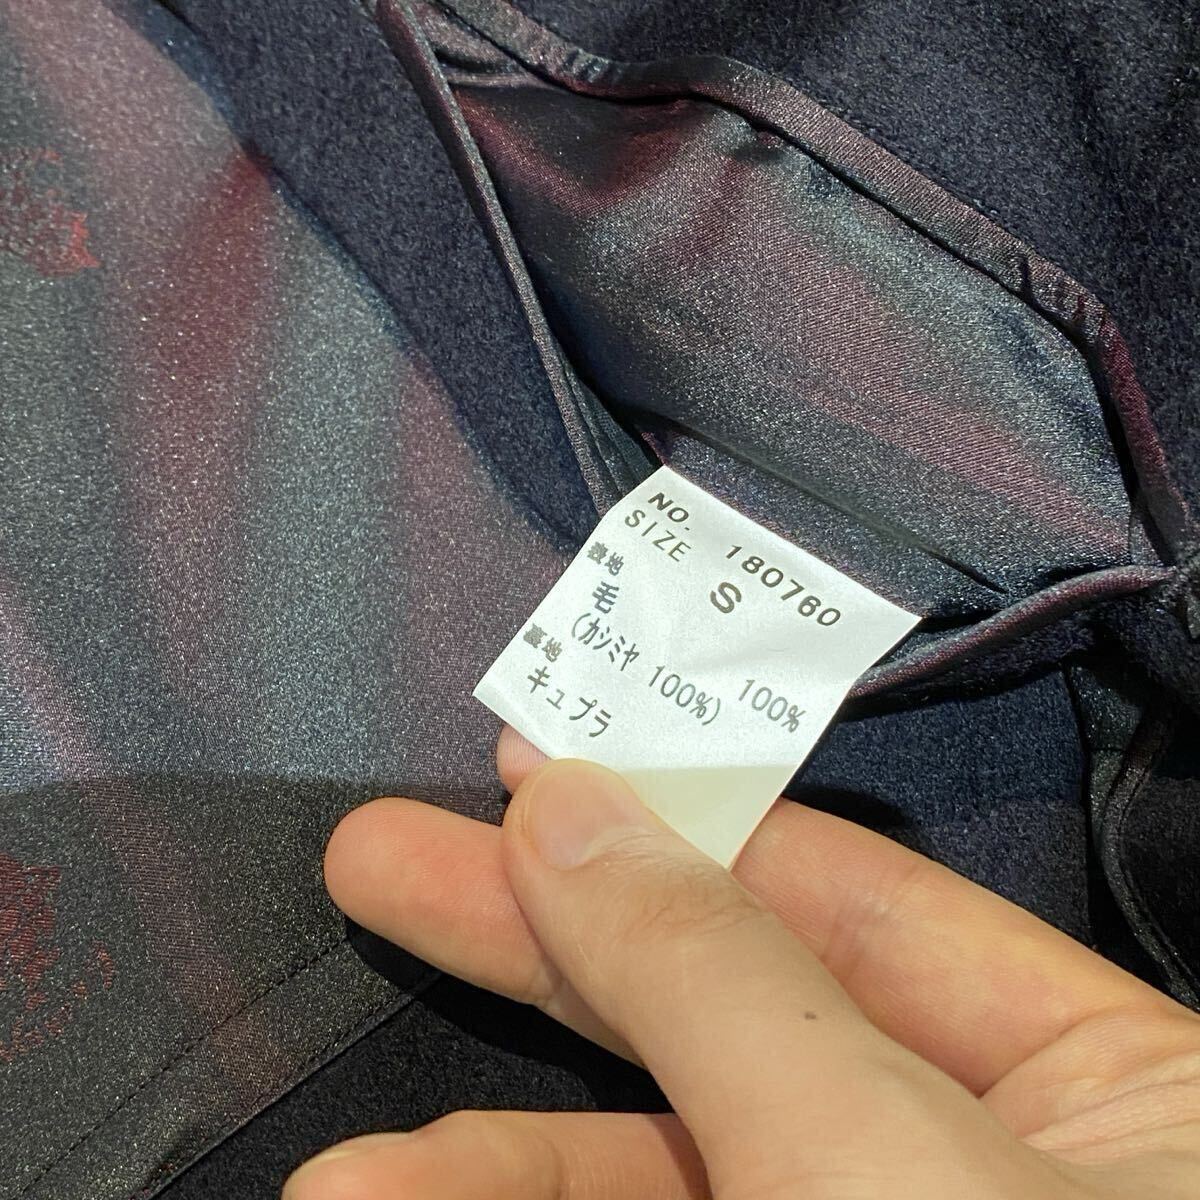 NO. 180760
SIZE S
表地
毛 100%
(カシミヤ 100%)
裏地
キュプラ